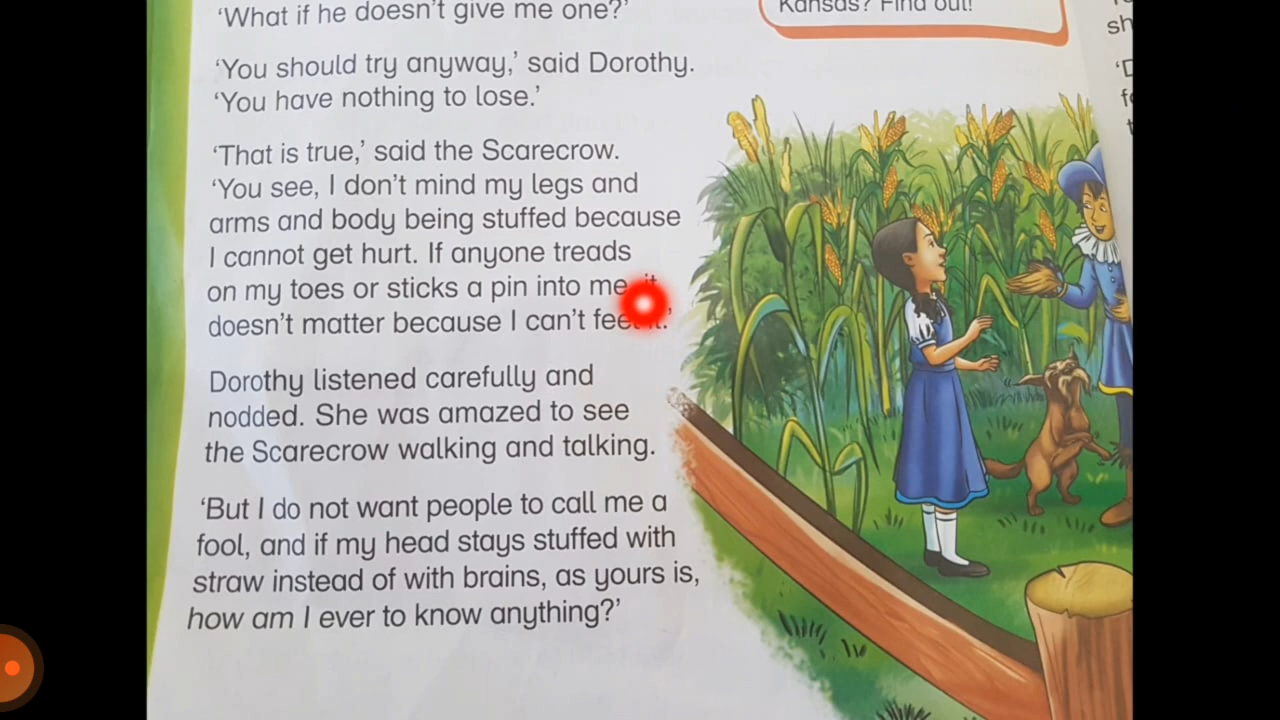 ‘What if he doesn’t give me one?’
Kansas? Find out!
‘You should try anyway,’ said Dorothy.
‘You have nothing to lose.’
‘That is true,’ said the Scarecrow.
‘You see, I don’t mind my legs and
arms and body being stuffed because
I cannot get hurt. If anyone treads
on my toes or sticks a pin into me, it
doesn’t matter because I can’t feel it.’
Dorothy listened carefully and
nodded. She was amazed to see
the Scarecrow walking and talking.
‘But I do not want people to call me a
fool, and if my head stays stuffed with
straw instead of with brains, as yours is,
how am I ever to know anything?’